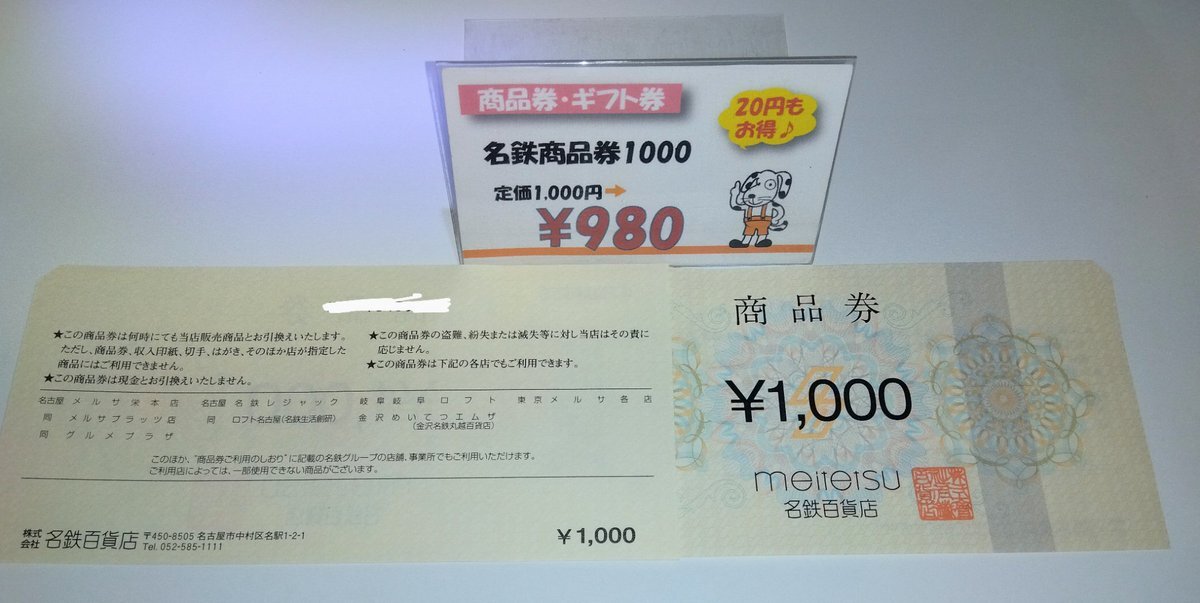 商品券・ギフト券
20円も
お得♪
名鉄商品券1000
定価1,000円→
¥980
★この商品券は何時にても当店販売商品とお引換えいたします。
ただし、商品券、収入印紙、切手、はがき、そのほか店が指定した
商品にはご利用できません。
★この商品券は現金とお引換えいたしません。
★この商品券の盗難、紛失または滅失等に対し当店はその責に
応じません。
★この商品券は下記の各店でもご利用できます。
名古屋 メルサ栄本店 名古屋 名鉄レジャック 岐阜 岐阜ロフト 東京 メルサ各店
同 メルサプラッツ店 同 ロフト名古屋(名鉄生活創研) 金沢 めいてつエムザ
(金沢名鉄丸越百貨店)
同 グルメプラザ
このほか、"商品券ご利用のしおり"に記載の名鉄グループの店舗、事業所でもご利用いただけます。
ご利用店によっては、一部使用できない商品がございます。
株式会社 名鉄百貨店 〒450-8505 名古屋市中村区名駅1-2-1
Tel. 052-585-1111
¥1,000
商品券
¥1,000
meitetsu
名鉄百貨店